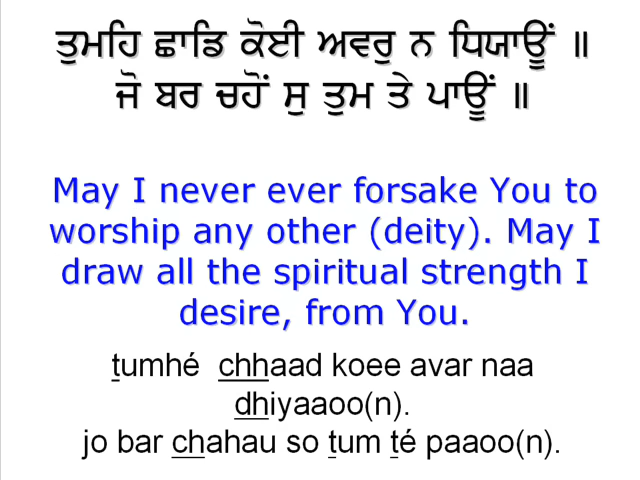 ਤੁਮਹਿ ਛਾਡਿ ਕੋਈ ਅਵਰੁ ਨ ਧਿਯਾਊਂ ॥
ਜੋ ਬਰ ਚਹੋਂ ਸੁ ਤੁਮ ਤੇ ਪਾਊਂ ॥
May I never ever forsake You to
worship any other (deity). May I
draw all the spiritual strength I
desire, from You.
tumhé chhaad koee avar naa
dhiyaaoo(n).
jo bar chahau so tum té paaoo(n).